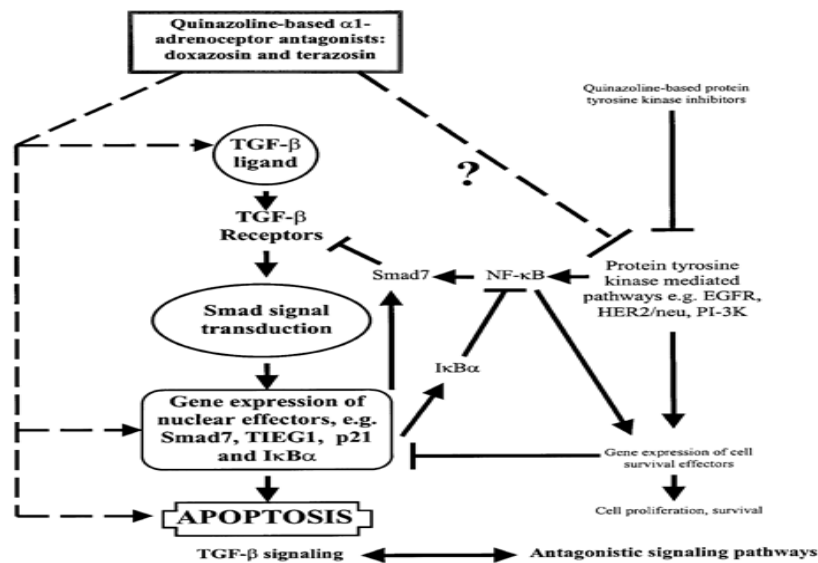 Quinazoline-based α1-
adrenoceptor antagonists:
doxazosin and terazosin
Quinazoline-based protein
tyrosine kinase inhibitors
TGF-β
ligand
?
TGF-β
Receptors
Smad7
NF-κB
Protein tyrosine
kinase mediated
pathways e.g. EGFR,
HER2/neu, PI-3K
Smad signal
transduction
IκBα
Gene expression of
nuclear effectors, e.g.
Smad7, TIEG1, p21
and IκBα
Gene expression of cell
survival effectors
APOPTOSIS
Cell proliferation, survival
TGF-β signaling
Antagonistic signaling pathways